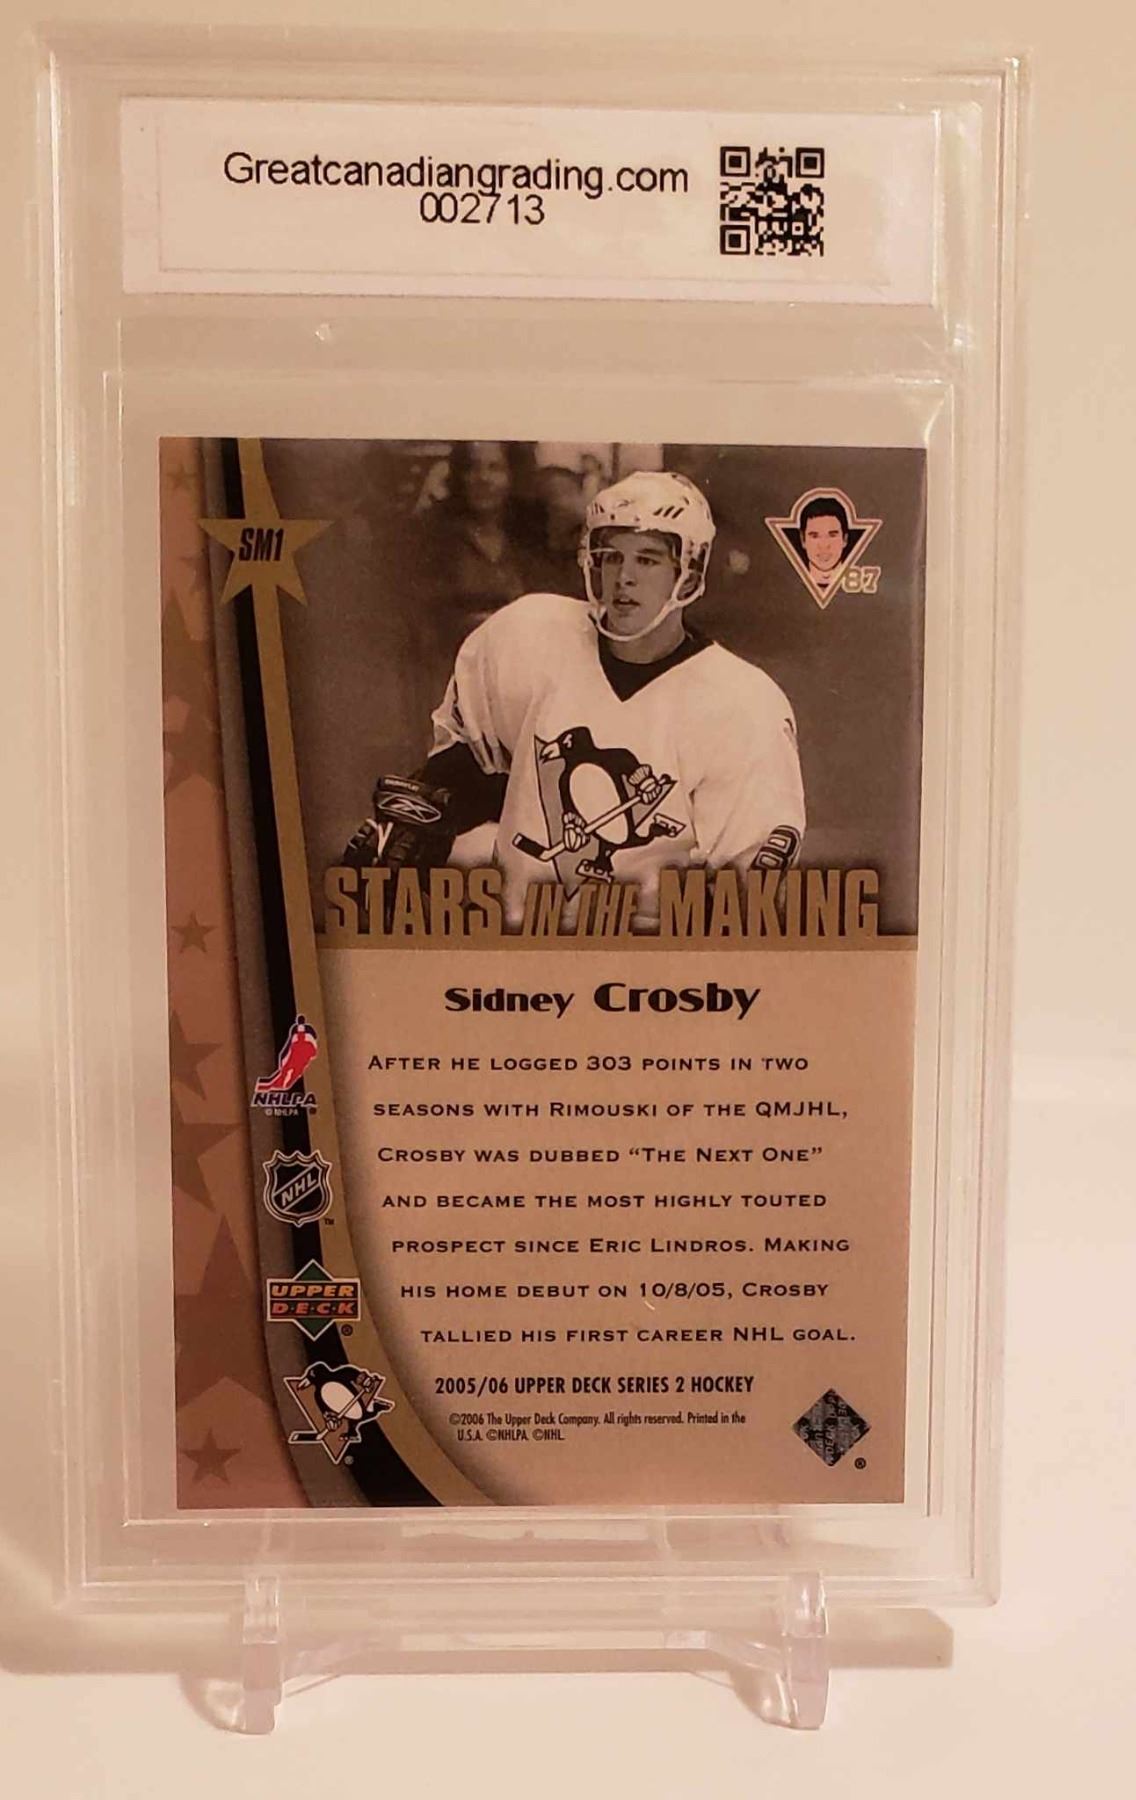 Greatcanadiangrading.com
002713
SM1
87
STARS IN THE MAKING
Sidney Crosby
AFTER HE LOGGED 303 POINTS IN TWO
SEASONS WITH RIMOUSKI OF THE QMJHL,
CROSBY WAS DUBBED “THE NEXT ONE”
AND BECAME THE MOST HIGHLY TOUTED
PROSPECT SINCE ERIC LINDROS. MAKING
HIS HOME DEBUT ON 10/8/05, CROSBY
TALLIED HIS FIRST CAREER NHL GOAL.
NHLPA
© NHLPA ®
NHL
™
UPPER
D·E·C·K
®
2005/06 UPPER DECK SERIES 2 HOCKEY
©2006 The Upper Deck Company. All rights reserved. Printed in the
U.S.A. ©NHLPA. ©NHL.
®
®